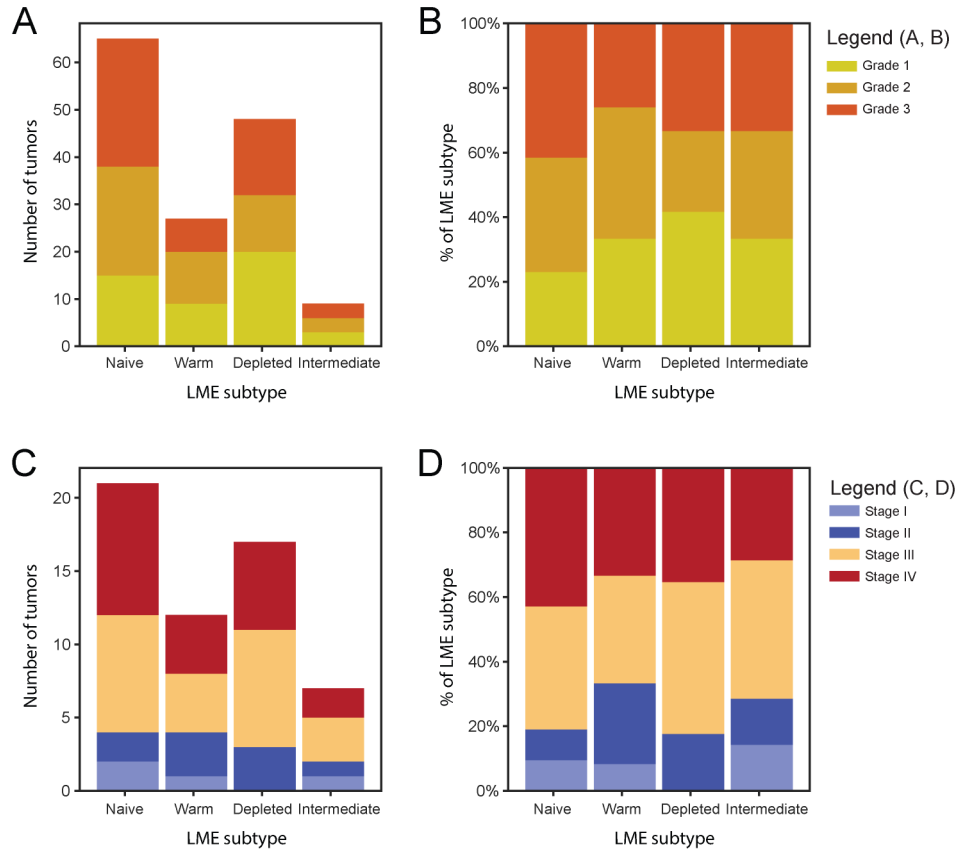 A
Number of tumors
60
50
40
30
20
10
0
Naive Warm Depleted Intermediate
LME subtype
B
% of LME subtype
100%
80%
60%
40%
20%
0%
Naive Warm Depleted Intermediate
LME subtype
Legend (A, B)
Grade 1
Grade 2
Grade 3
C
Number of tumors
20
15
10
5
0
Naive Warm Depleted Intermediate
LME subtype
D
% of LME subtype
100%
80%
60%
40%
20%
0%
Naive Warm Depleted Intermediate
LME subtype
Legend (C, D)
Stage I
Stage II
Stage III
Stage IV